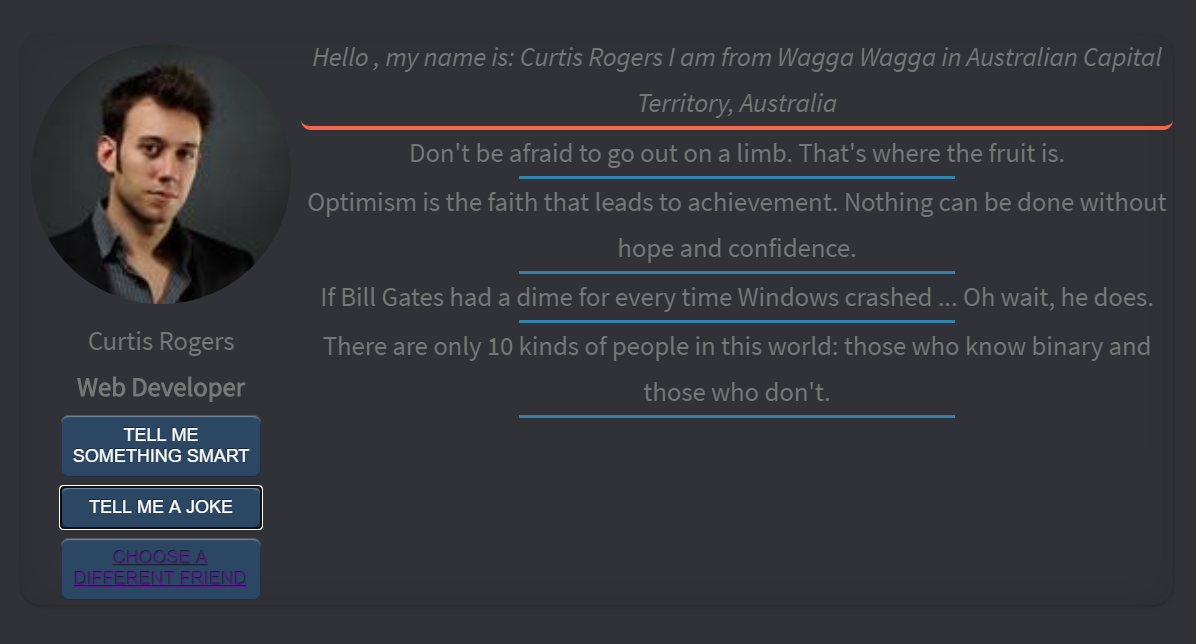 Hello , my name is: Curtis Rogers I am from Wagga Wagga in Australian Capital
Territory, Australia
Don't be afraid to go out on a limb. That's where the fruit is.
Optimism is the faith that leads to achievement. Nothing can be done without
hope and confidence.
If Bill Gates had a dime for every time Windows crashed ... Oh wait, he does.
There are only 10 kinds of people in this world: those who know binary and
those who don't.
Curtis Rogers
Web Developer
TELL ME
SOMETHING SMART
TELL ME A JOKE
CHOOSE A
DIFFERENT FRIEND